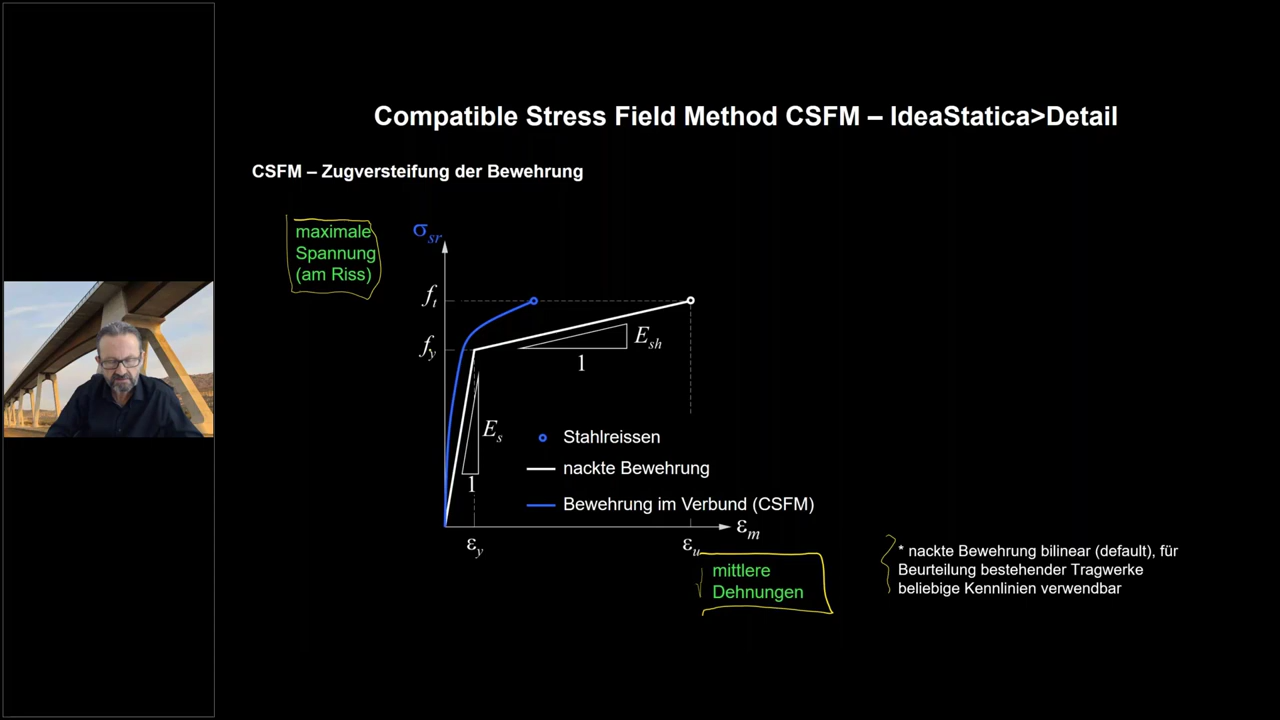 Compatible Stress Field Method CSFM – IdeaStatica>Detail
CSFM – Zugversteifung der Bewehrung
maximale
Spannung
(am Riss)
σsr
ft
fy
Esh
1
Es
1
Stahlreissen
nackte Bewehrung
Bewehrung im Verbund (CSFM)
εm
εy
εu
mittlere
Dehnungen
* nackte Bewehrung bilinear (default), für
Beurteilung bestehender Tragwerke
beliebige Kennlinien verwendbar